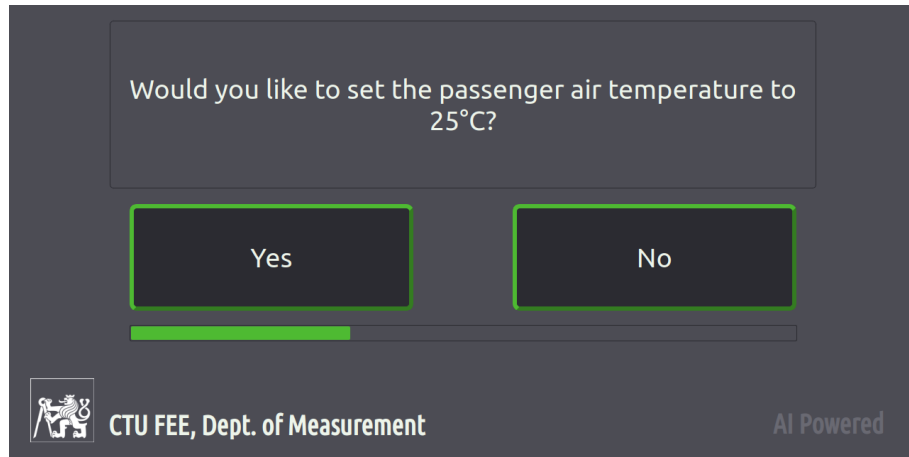 Would you like to set the passenger air temperature to
25°C?
Yes
No
CTU FEE, Dept. of Measurement
AI Powered